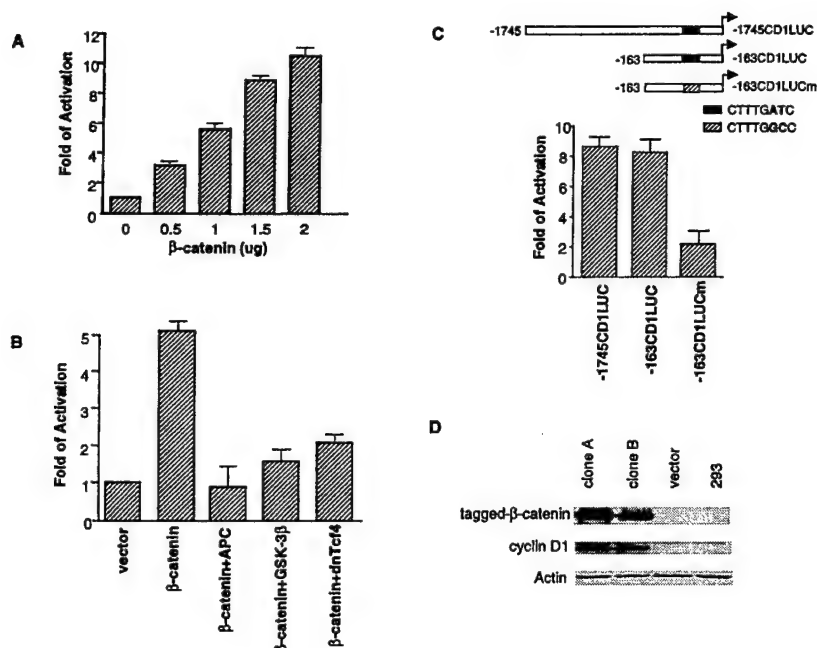 A
Fold of Activation
12
10
8
6
4
2
0
0 0.5 1 1.5 2
β-catenin (ug)
B
Fold of Activation
5
4
2
1
0
vector
β-catenin
β-catenin+APC
β-catenin+GSK-3β
β-catenin+dnTcf4
C
-1745 -1745CD1LUC
-163 -163CD1LUC
-163 -163CD1LUCm
CTTTGATC
CTTTGGCC
Fold of Activation
10
8
6
4
2
0
-1745CD1LUC
-163CD1LUC
-163CD1LUCm
D
clone A
clone B
vector
293
tagged-β-catenin
cyclin D1
Actin